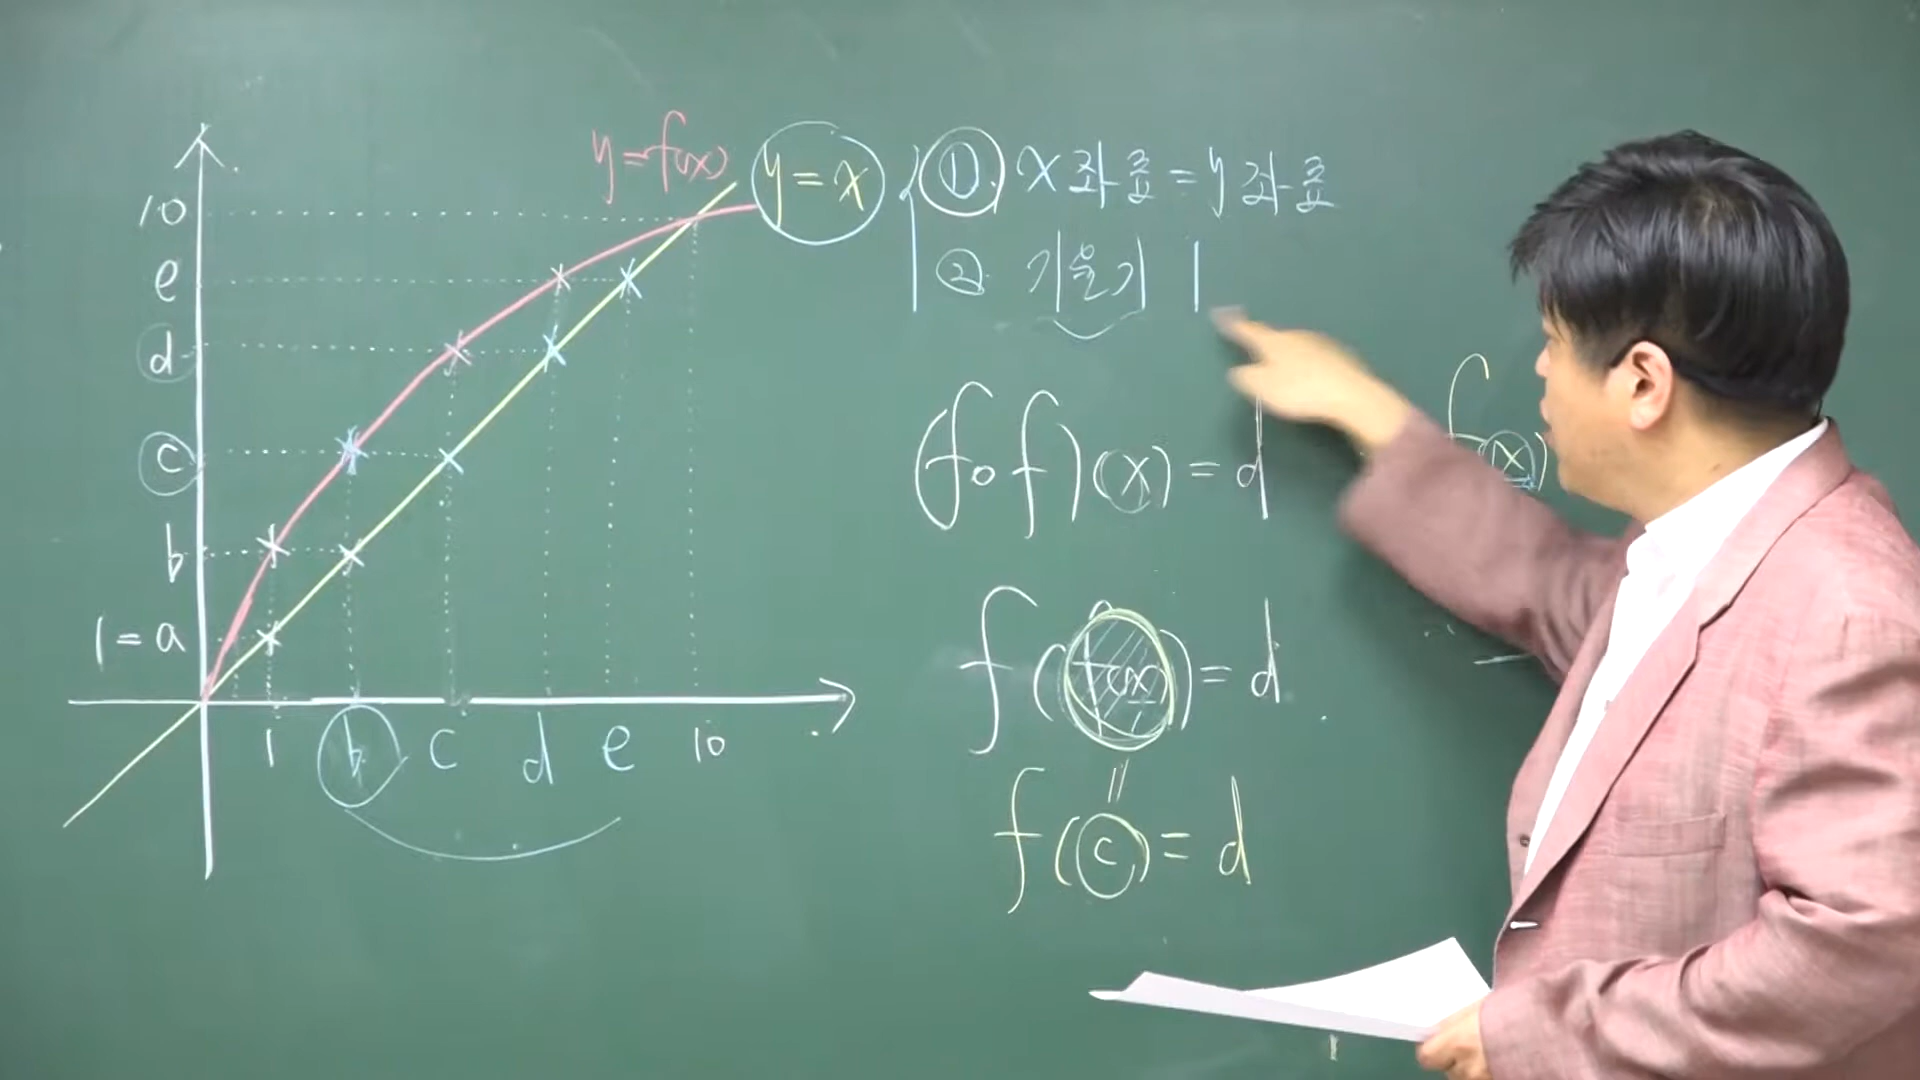 y=f(x)
y=x
① x좌표=y좌표
② 기울기 1
10
e
d
c
b
1=a
1 b c d e 10
(f∘f)(x)=d
f(f(x))=d
=
f(c)=d
f(x)